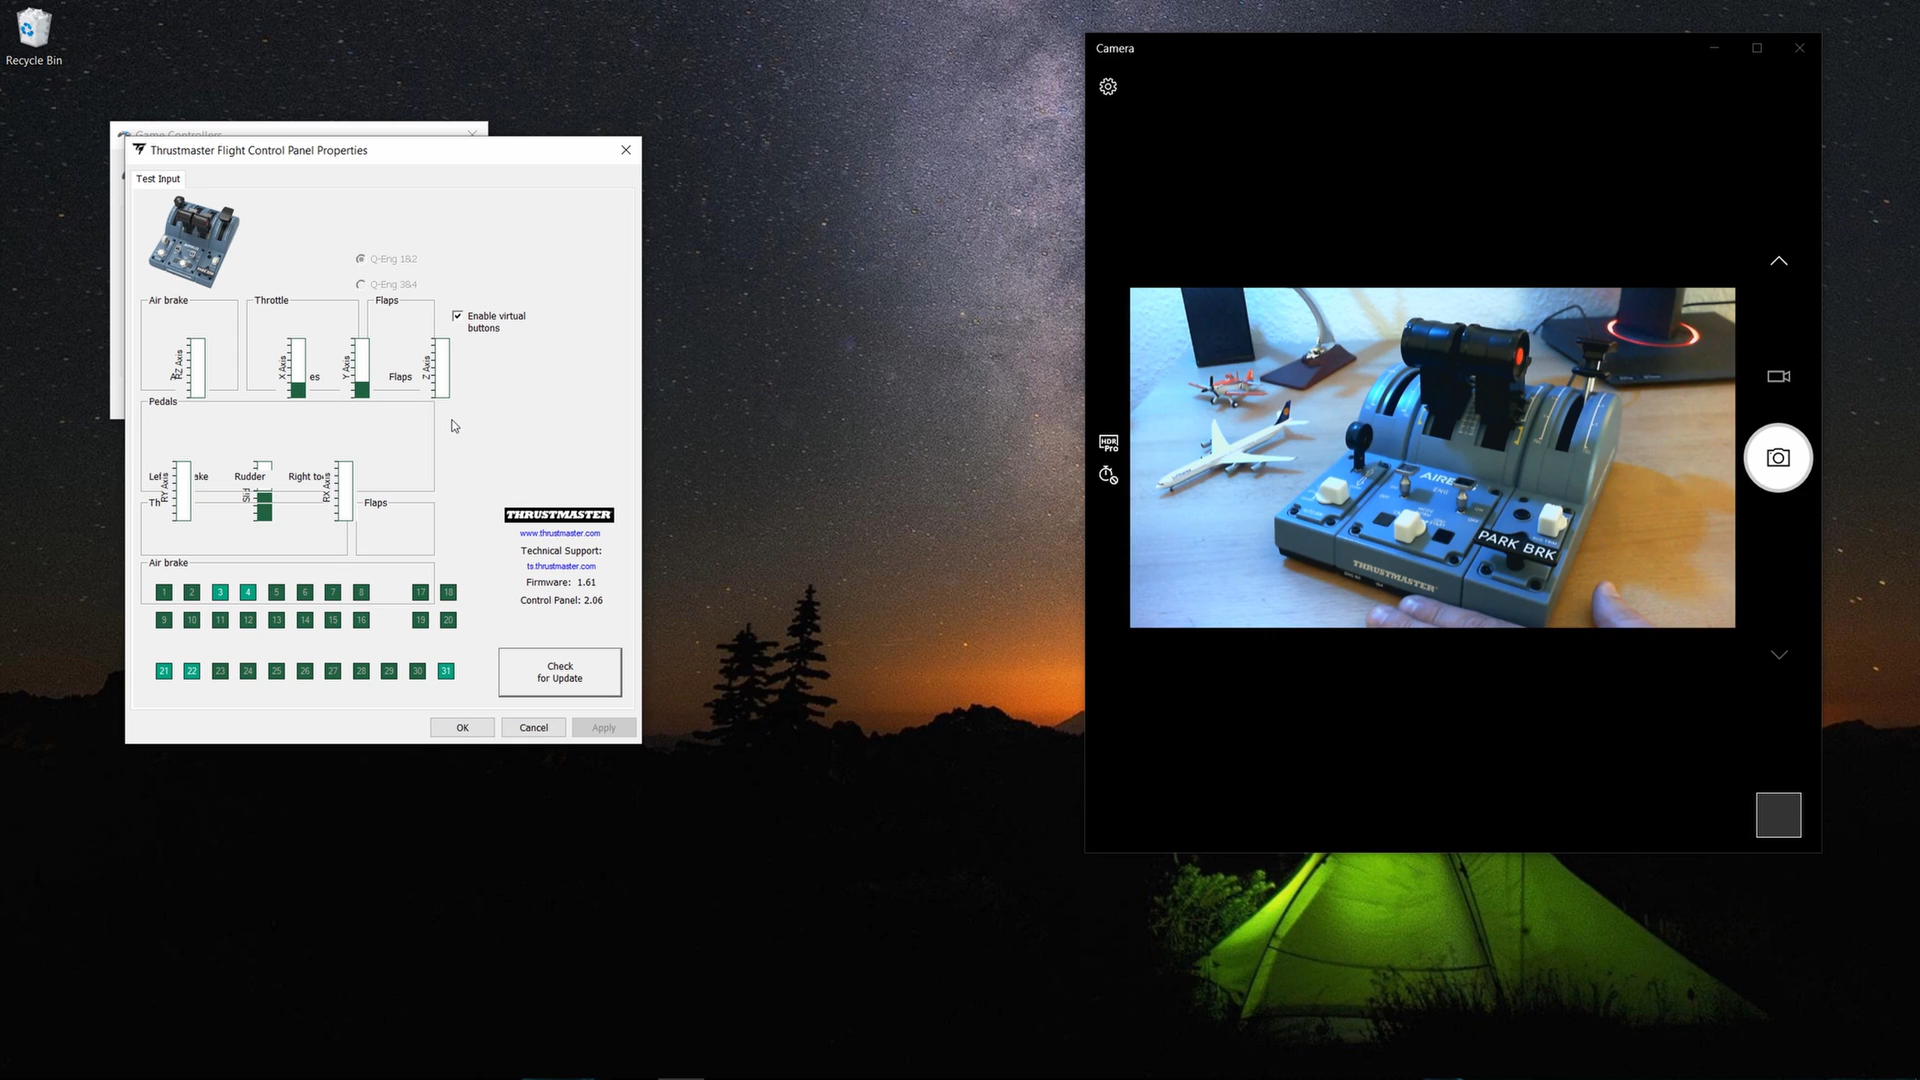 Recycle Bin
Game Controllers
Thrustmaster Flight Control Panel Properties
Test Input
Q-Eng 1&2
Q-Eng 3&4
Air brake
Throttle
Flaps
Enable virtual
buttons
RZ Axis
X Axis
es
Y Axis
Flaps
Z Axis
Pedals
RY Axis
ake
Rudder
Right to
RX Axis
Th
Flaps
Air brake
1 2 3 4 5 6 7 8 17 18
9 10 11 12 13 14 15 16 19 20
21 22 23 24 25 26 27 28 29 30 31
THRUSTMASTER
www.thrustmaster.com
Technical Support:
ts.thrustmaster.com
Firmware: 1.61
Control Panel: 2.06
Check
for Update
OK
Cancel
Apply
Camera
HDR
Pro
PARK BRK
THRUSTMASTER